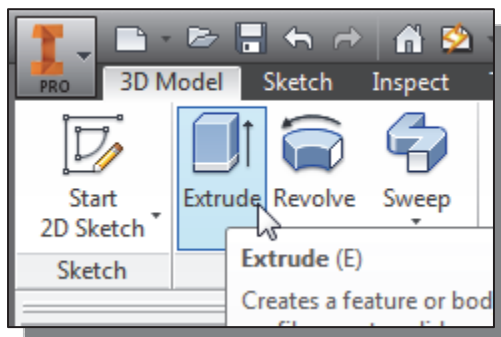 PRO
3D Model Sketch Inspect
Start
2D Sketch
Extrude Revolve Sweep
Sketch
Extrude (E)
Creates a feature or bod